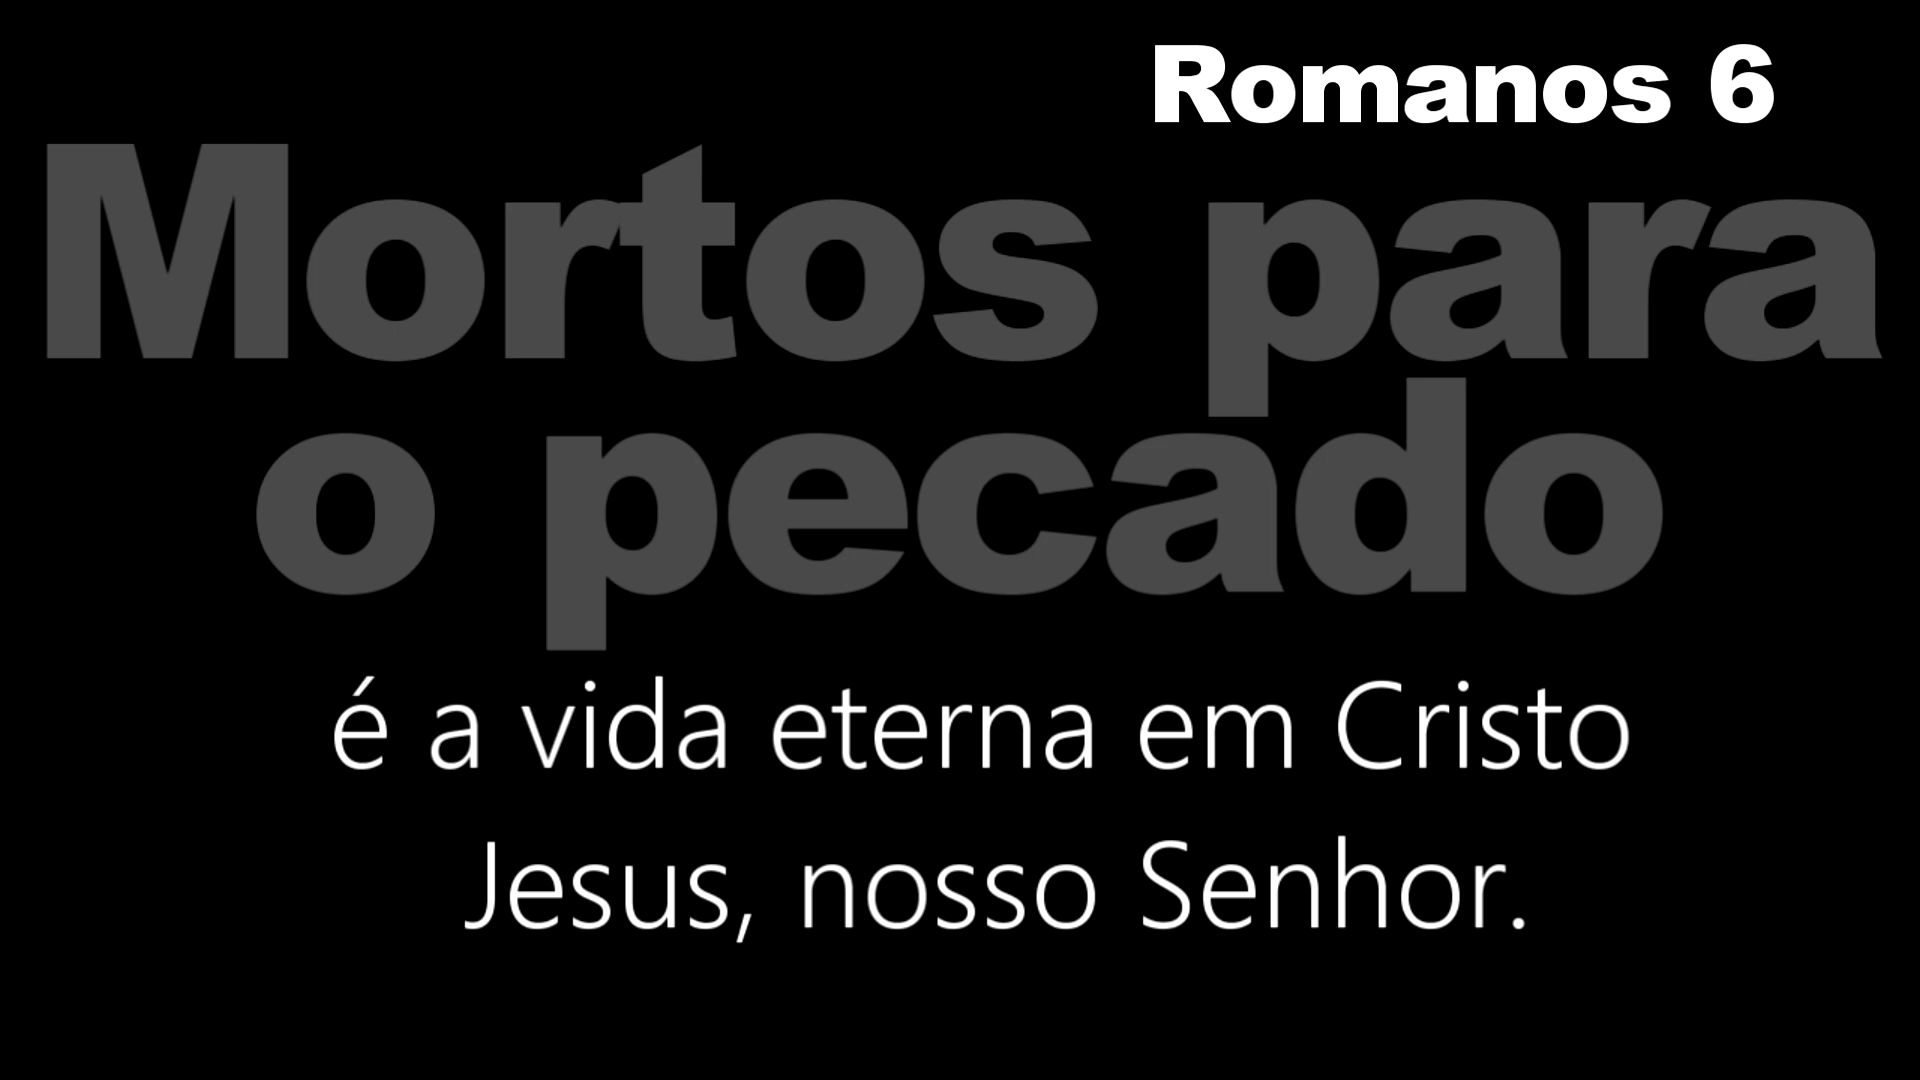 Romanos 6
Mortos para
o pecado
é a vida eterna em Cristo
Jesus, nosso Senhor.